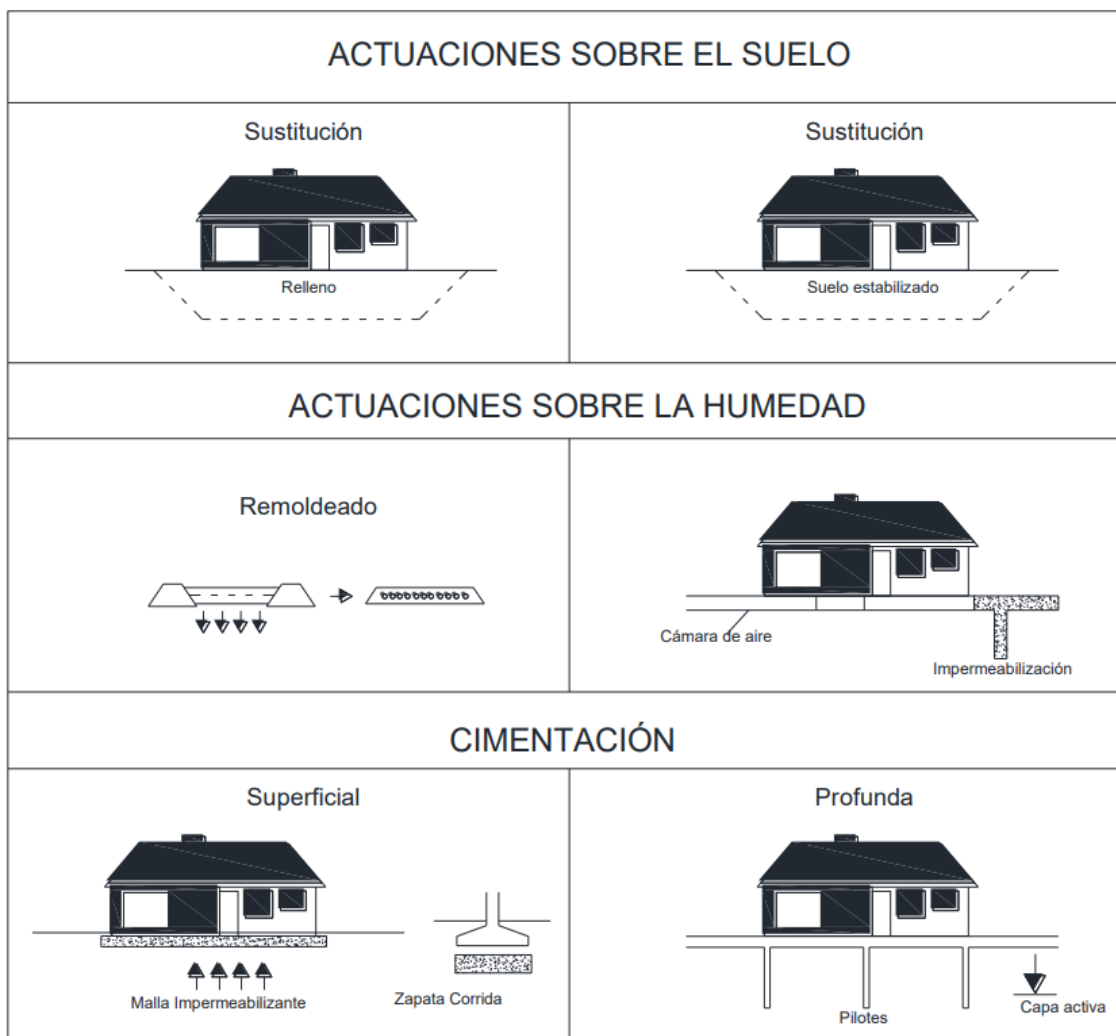 ACTUACIONES SOBRE EL SUELO
Sustitución
Sustitución
Relleno
Suelo estabilizado
ACTUACIONES SOBRE LA HUMEDAD
Remoldeado
Cámara de aire
Impermeabilización
CIMENTACIÓN
Superficial
Profunda
Malla Impermeabilizante
Zapata Corrida
Pilotes
Capa activa